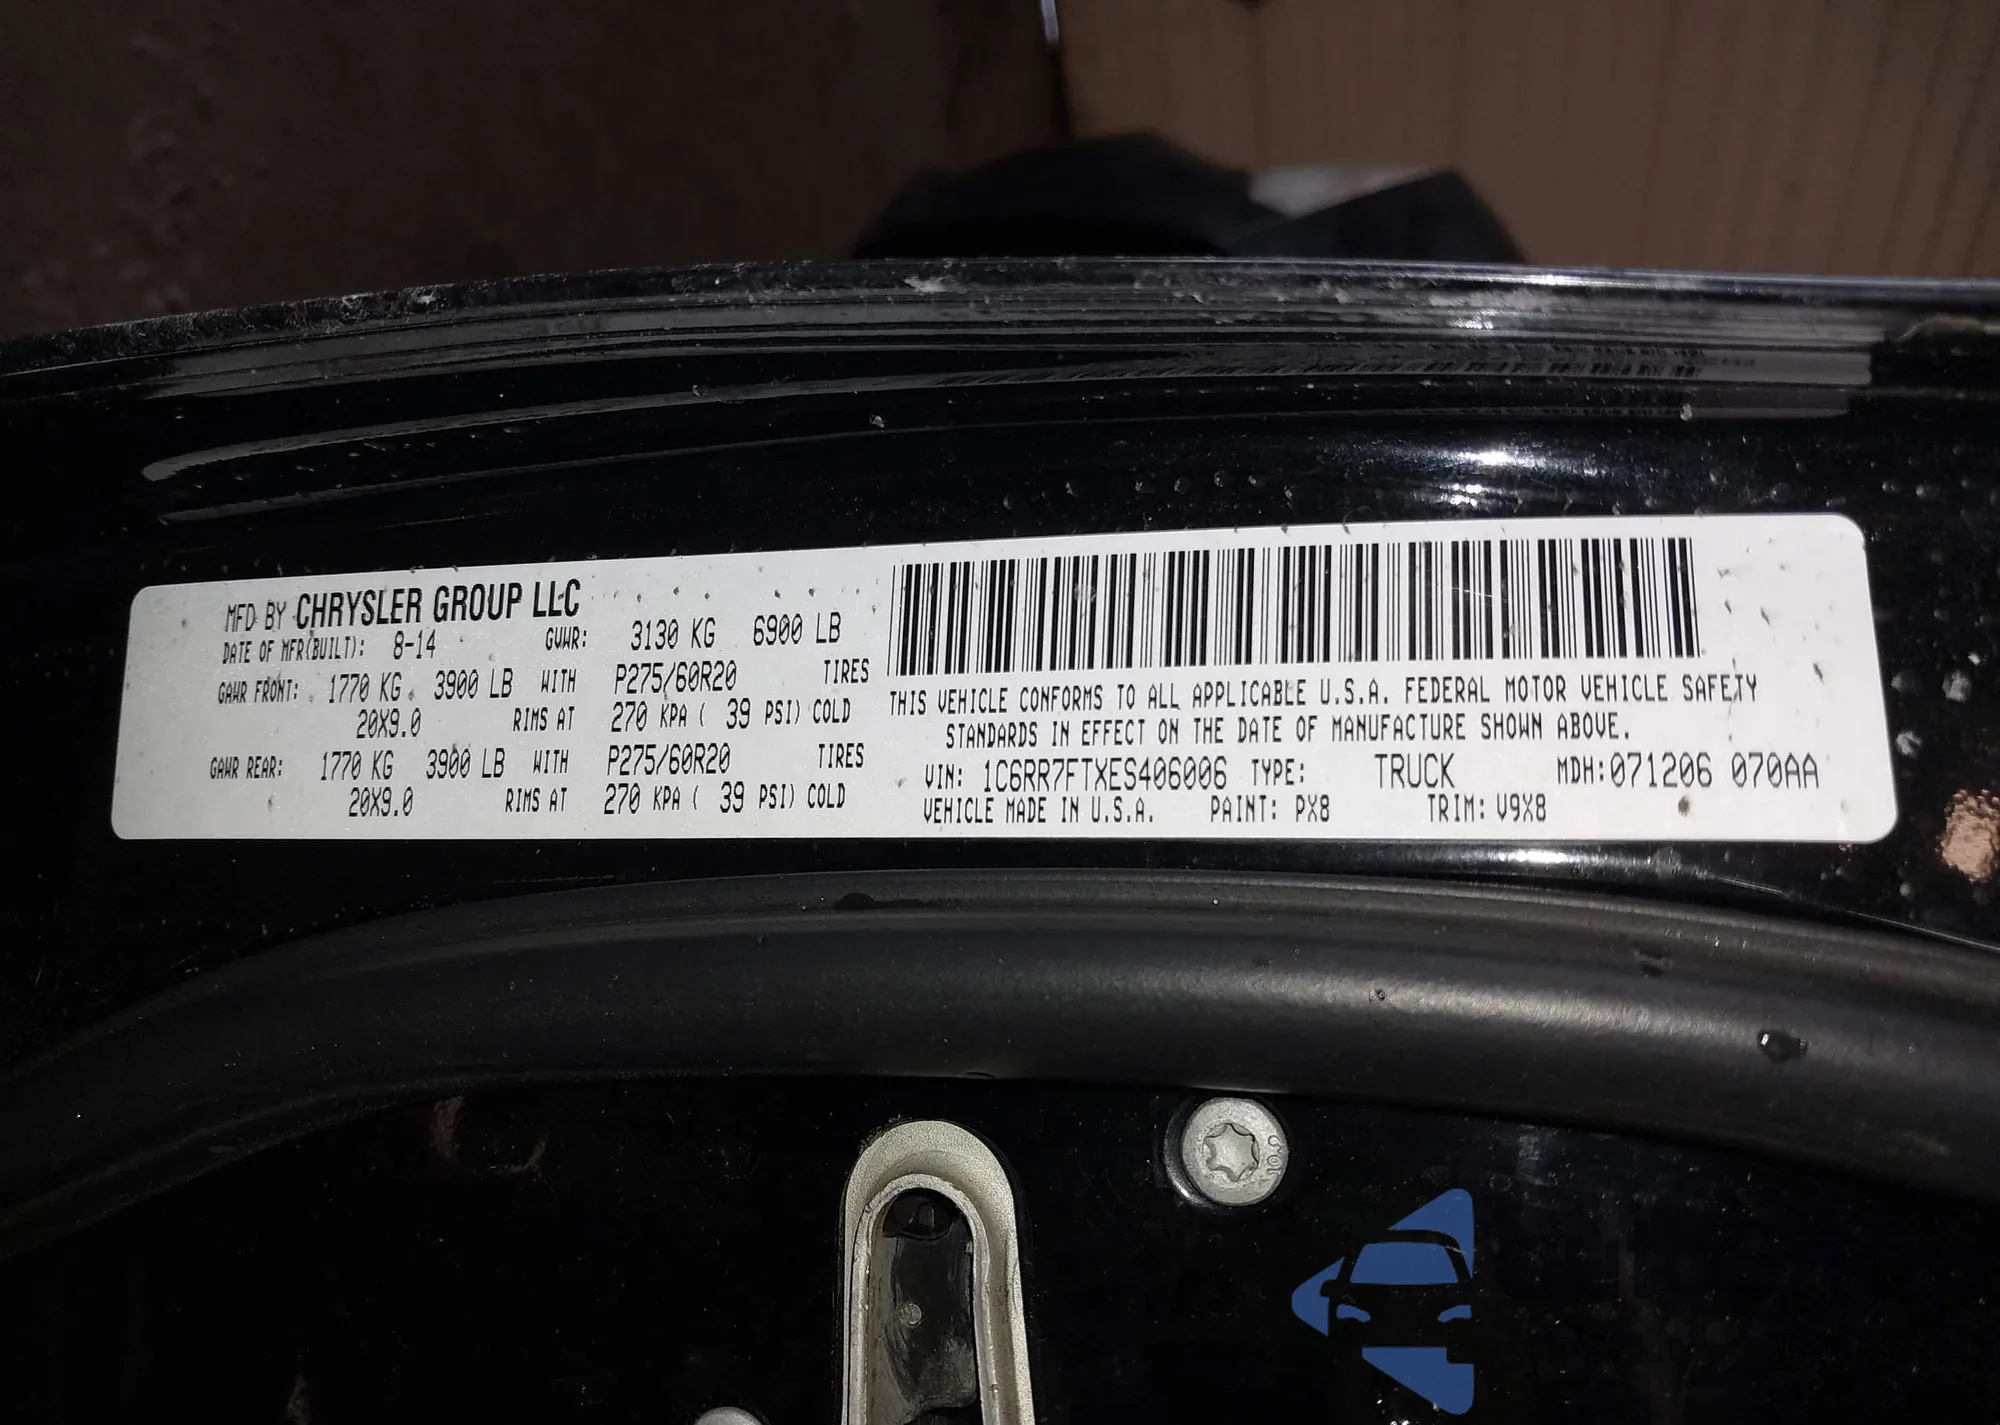 MFD BY CHRYSLER GROUP LLC
DATE OF MFR(BUILT): 8-14 GVWR: 3130 KG 6900 LB
GAWR FRONT: 1770 KG 3900 LB WITH P275/60R20 TIRES
20X9.0 RIMS AT 270 KPA ( 39 PSI) COLD
GAWR REAR: 1770 KG 3900 LB WITH P275/60R20 TIRES
20X9.0 RIMS AT 270 KPA ( 39 PSI) COLD
THIS VEHICLE CONFORMS TO ALL APPLICABLE U.S.A. FEDERAL MOTOR VEHICLE SAFETY
STANDARDS IN EFFECT ON THE DATE OF MANUFACTURE SHOWN ABOVE.
VIN: 1C6RR7FTXES406006 TYPE: TRUCK MDH:071206 070AA
VEHICLE MADE IN U.S.A. PAINT: PX8 TRIM: V9X8
10.9